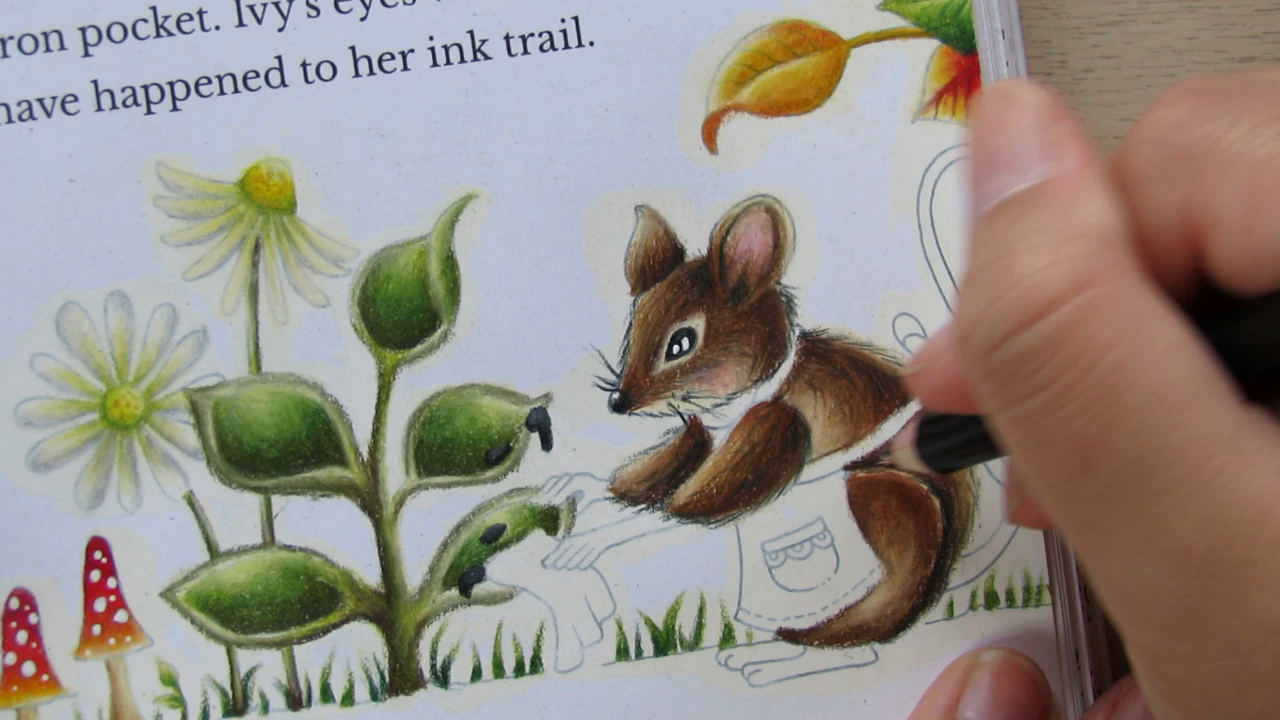 ron pocket. Ivy's eyes
have happened to her ink trail.